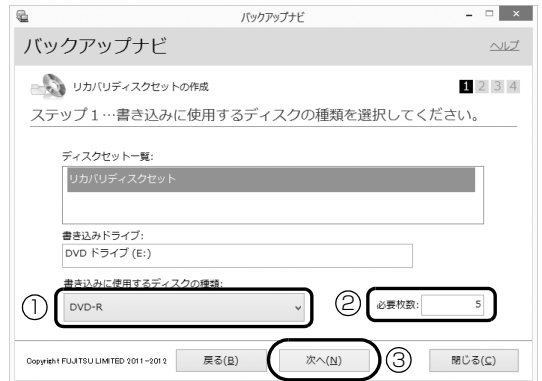 バックアップナビ
バックアップナビ
ヘルプ
リカバリディスクセットの作成
1 2 3 4
ステップ1…書き込みに使用するディスクの種類を選択してください。
ディスクセット一覧:
リカバリディスクセット
書き込みドライブ:
DVD ドライブ (E:)
書き込みに使用するディスクの種類:
① DVD-R
② 必要枚数: 5
Copyright FUJITSU LIMITED 2011-2012
戻る(B)
次へ(N) ③
閉じる(C)